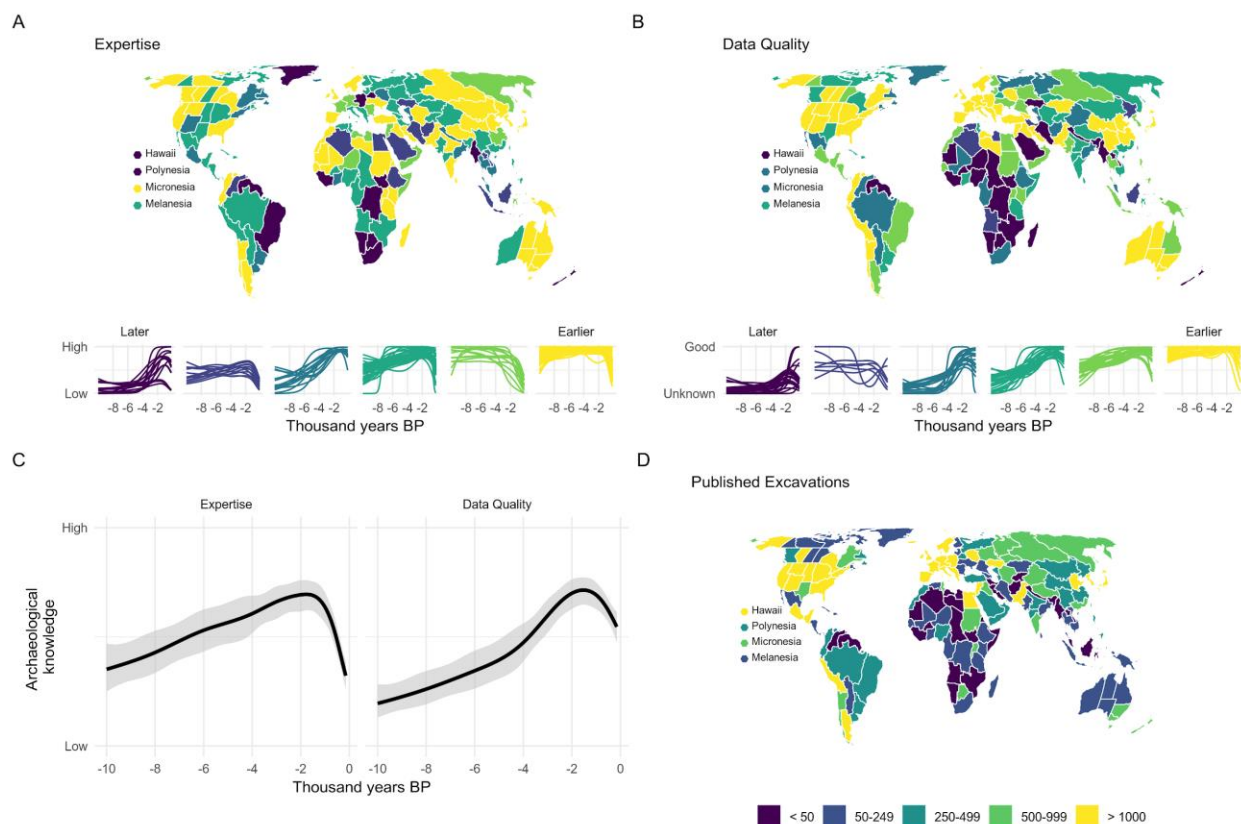 A
Expertise
Hawaii
Polynesia
Micronesia
Melanesia
Later
Earlier
High
Low
-8 -6 -4 -2 -8 -6 -4 -2 -8 -6 -4 -2 -8 -6 -4 -2 -8 -6 -4 -2 -8 -6 -4 -2
Thousand years BP
B
Data Quality
Hawaii
Polynesia
Micronesia
Melanesia
Later
Earlier
Good
Unknown
-8 -6 -4 -2 -8 -6 -4 -2 -8 -6 -4 -2 -8 -6 -4 -2 -8 -6 -4 -2 -8 -6 -4 -2
Thousand years BP
C
Expertise
Data Quality
High
Low
Archaeological
knowledge
-10 -8 -6 -4 -2 0 -10 -8 -6 -4 -2 0
Thousand years BP
D
Published Excavations
Hawaii
Polynesia
Micronesia
Melanesia
< 50 50-249 250-499 500-999 > 1000